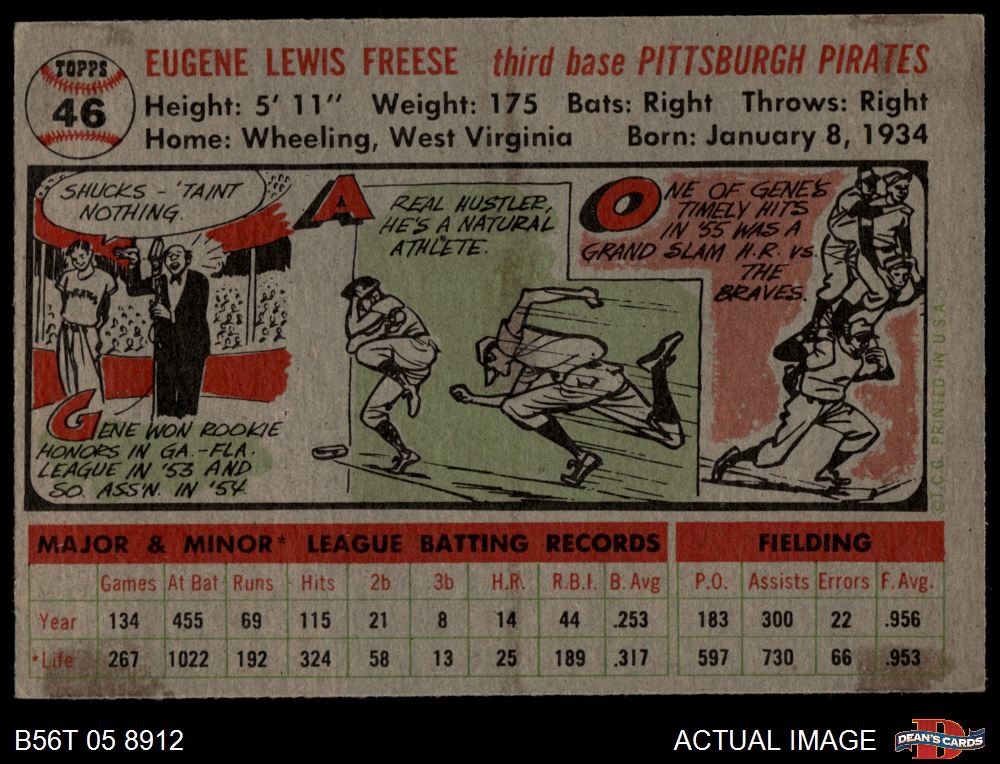 TOPPS
46
EUGENE LEWIS FREESE third base PITTSBURGH PIRATES
Height: 5' 11" Weight: 175 Bats: Right Throws: Right
Home: Wheeling, West Virginia Born: January 8, 1934
SHUCKS - 'TAINT
NOTHING.
PIRATES
GENE WON ROOKIE
HONORS IN GA.-FLA.
LEAGUE IN '53 AND
SO. ASS'N. IN '54.
A REAL HUSTLER,
HE'S A NATURAL
ATHLETE.
ONE OF GENE'S
TIMELY HITS
IN '55 WAS A
GRAND SLAM H.R. VS.
THE
BRAVES.
© T.C.G. PRINTED IN U.S.A.
MAJOR & MINOR* LEAGUE BATTING RECORDS FIELDING
Games At Bat Runs Hits 2b 3b H.R. R.B.I. B. Avg P.O. Assists Errors F. Avg.
Year 134 455 69 115 21 8 14 44 .253 183 300 22 .956
*Life 267 1022 192 324 58 13 25 189 .317 597 730 66 .953
B56T 05 8912 ACTUAL IMAGE DEAN'S CARDS